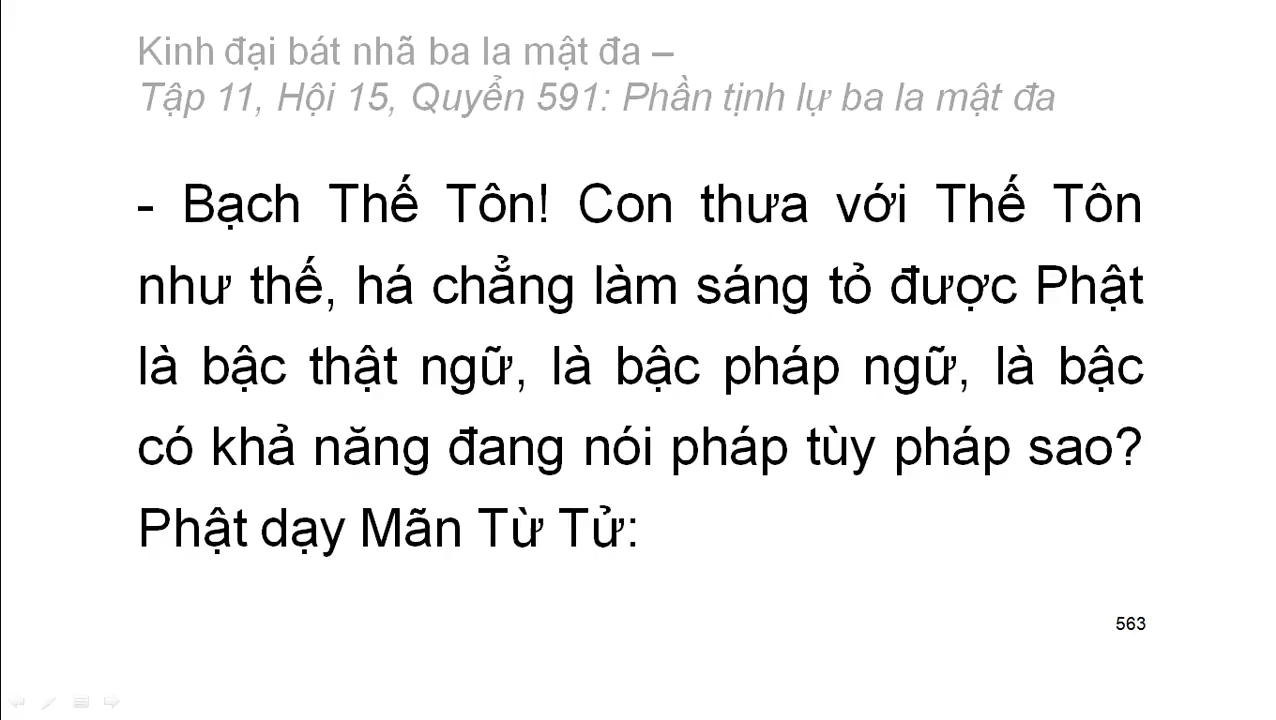 Kinh đại bát nhã ba la mật đa –
Tập 11, Hội 15, Quyển 591: Phần tịnh lự ba la mật đa
- Bạch Thế Tôn! Con thưa với Thế Tôn
như thế, há chẳng làm sáng tỏ được Phật
là bậc thật ngữ, là bậc pháp ngữ, là bậc
có khả năng đang nói pháp tùy pháp sao?
Phật dạy Mãn Từ Tử:
563